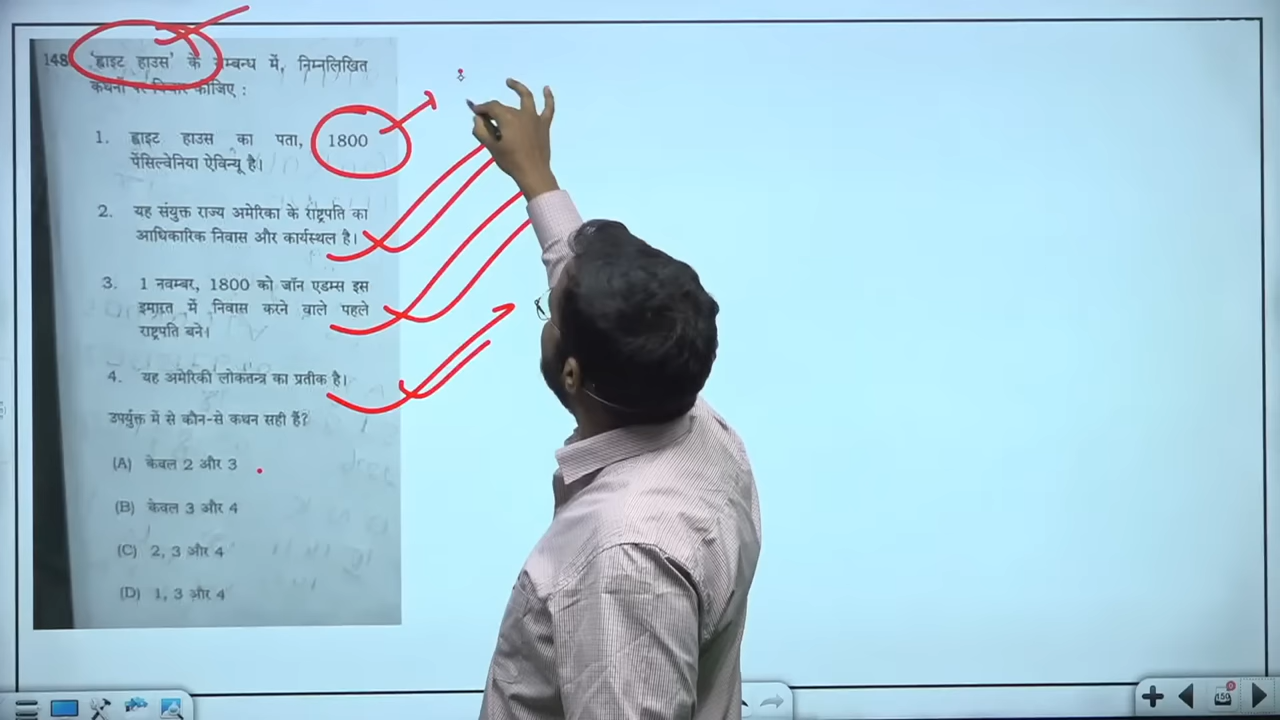 148 'ह्वाइट हाउस' के सम्बन्ध में, निम्नलिखित
कथनों पर विचार कीजिए :
1. ह्वाइट हाउस का पता, 1800
पेंसिल्वेनिया ऐविन्यू है।
2. यह संयुक्त राज्य अमेरिका के राष्ट्रपति का
आधिकारिक निवास और कार्यस्थल है।
3. 1 नवम्बर, 1800 को जॉन एडम्स इस
इमारत में निवास करने वाले पहले
राष्ट्रपति बने।
4. यह अमेरिकी लोकतन्त्र का प्रतीक है।
उपर्युक्त में से कौन-से कथन सही हैं?
(A) केवल 2 और 3
(B) केवल 3 और 4
(C) 2, 3 और 4
(D) 1, 3 और 4
150